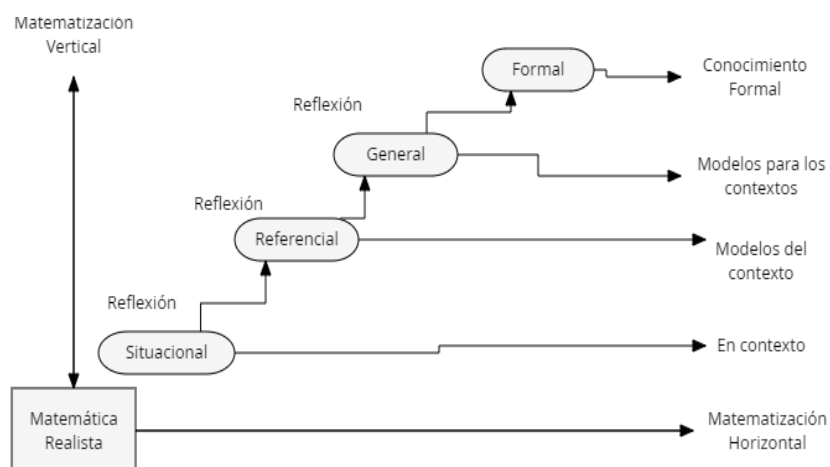 Matematización
Vertical
Formal
Conocimiento
Formal
Reflexión
General
Modelos para los
contextos
Reflexión
Referencial
Modelos del
contexto
Reflexión
Situacional
En contexto
Matemática
Realista
Matematización
Horizontal